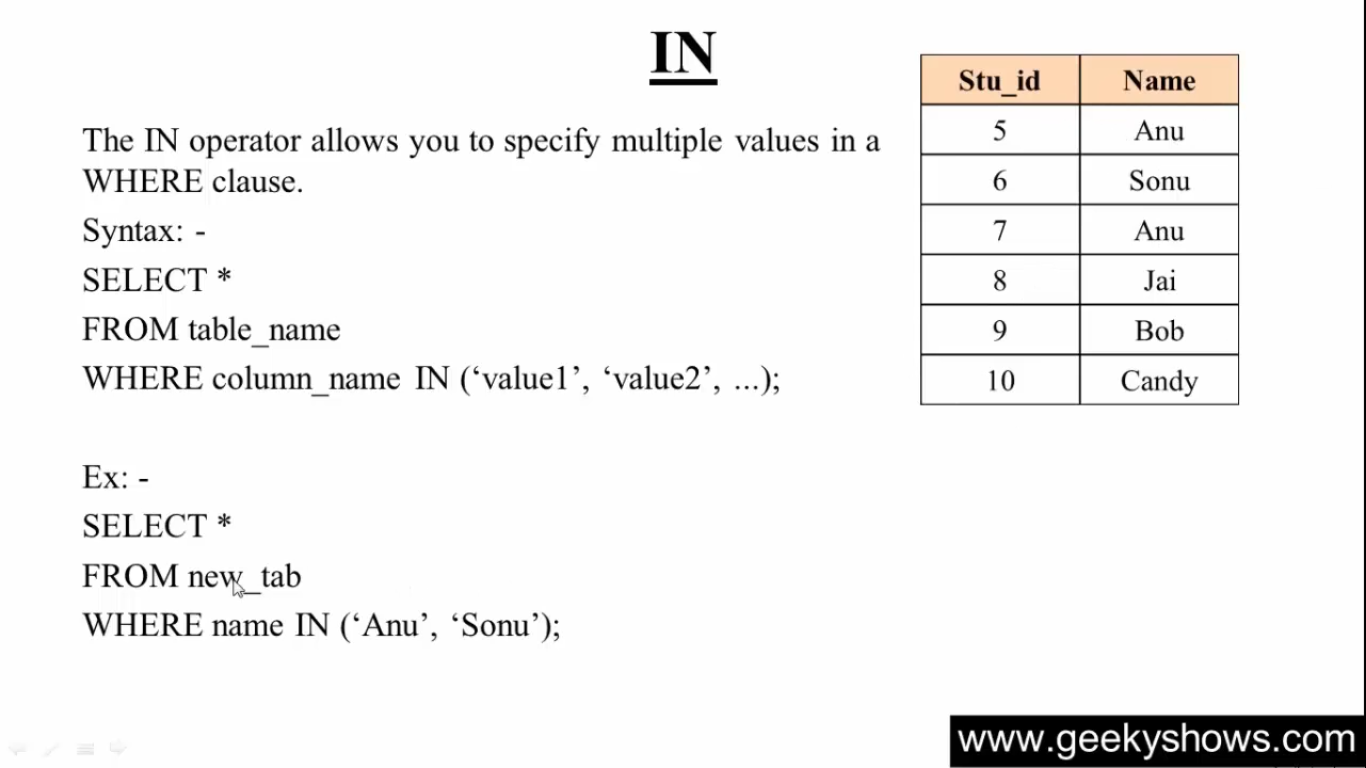 IN
The IN operator allows you to specify multiple values in a
WHERE clause.
Syntax: -
SELECT *
FROM table_name
WHERE column_name IN (‘value1’, ‘value2’, ...);
Ex: -
SELECT *
FROM new_tab
WHERE name IN (‘Anu’, ‘Sonu’);
Stu_id Name
5 Anu
6 Sonu
7 Anu
8 Jai
9 Bob
10 Candy
www.geekyshows.com